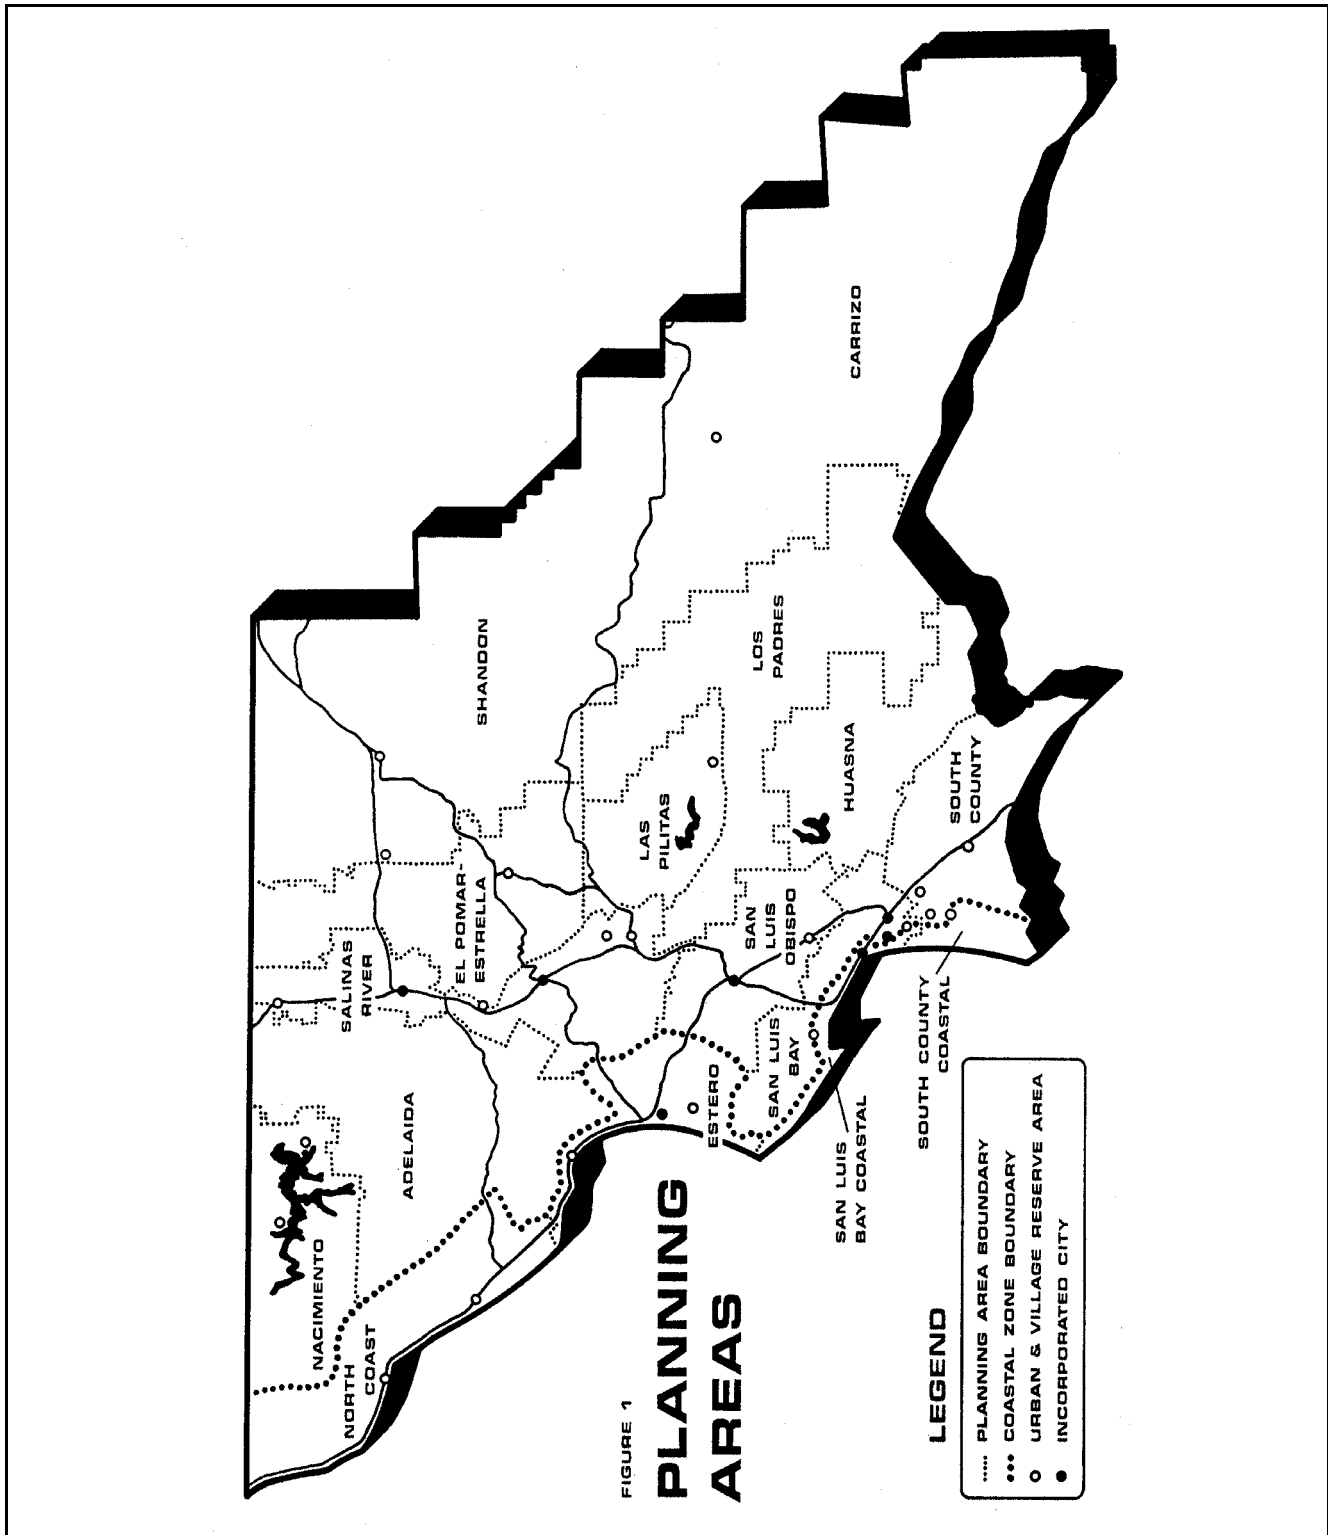 FIGURE 1
PLANNING
AREAS
NACIMIENTO
NORTH
COAST
ADELAIDA
SALINAS
RIVER
EL POMAR-
ESTRELLA
SHANDON
LAS
PILITAS
LOS
PADRES
CARRIZO
HUASNA
SAN
LUIS
OBISPO
ESTERO
SAN LUIS
BAY
SAN LUIS
BAY COASTAL
SOUTH COUNTY
COASTAL
SOUTH
COUNTY
LEGEND
PLANNING AREA BOUNDARY
COASTAL ZONE BOUNDARY
URBAN & VILLAGE RESERVE AREA
INCORPORATED CITY